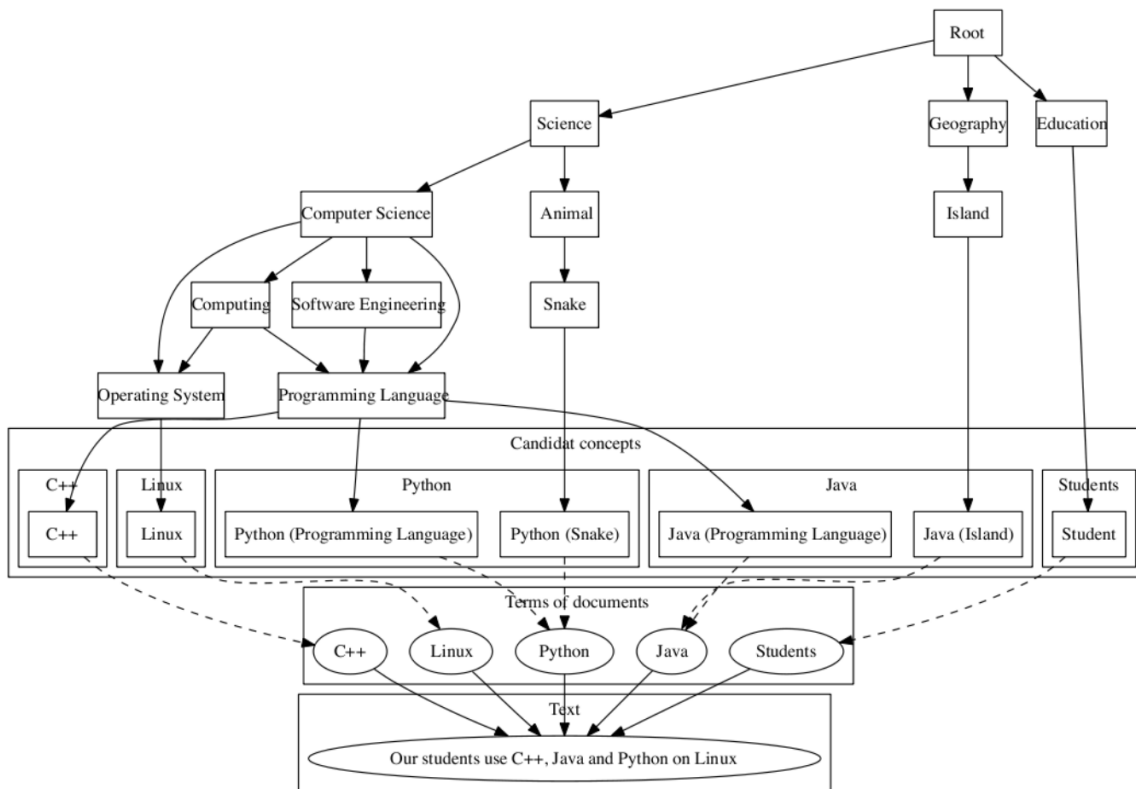 Root
Science
Geography
Education
Computer Science
Animal
Island
Computing
Software Engineering
Snake
Operating System
Programming Language
Candidat concepts
C++
Linux
Python
Java
Students
C++
Linux
Python (Programming Language)
Python (Snake)
Java (Programming Language)
Java (Island)
Student
Terms of documents
C++
Linux
Python
Java
Students
Text
Our students use C++, Java and Python on Linux